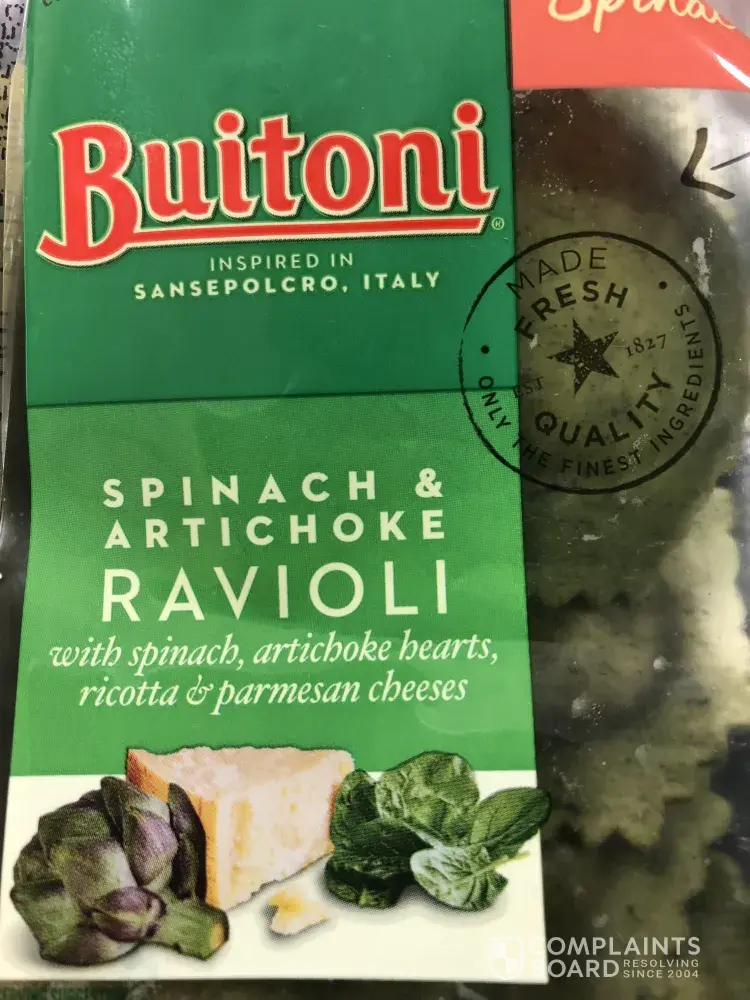 Buitoni®
INSPIRED IN
SANSEPOLCRO, ITALY
MADE
FRESH
EST 1827
QUALITY
ONLY THE FINEST INGREDIENTS
SPINACH &
ARTICHOKE
RAVIOLI
with spinach, artichoke hearts,
ricotta & parmesan cheeses
COMPLAINTS
BOARD RESOLVING
SINCE 2004